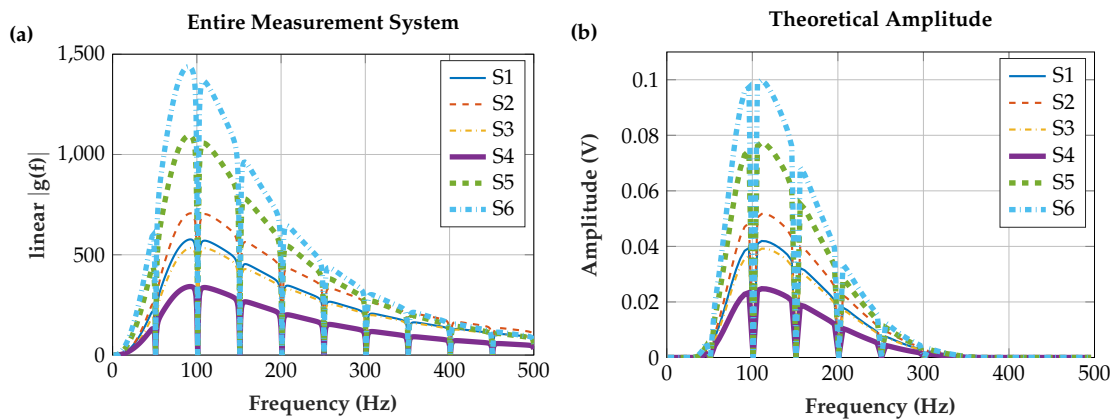 Entire Measurement System
(a)
1,500
1,000
500
0
linear |g(f)|
0 100 200 300 400 500
Frequency (Hz)
S1
S2
S3
S4
S5
S6
Theoretical Amplitude
(b)
0.1
0.08
0.06
0.04
0.02
0
Amplitude (V)
0 100 200 300 400 500
Frequency (Hz)
S1
S2
S3
S4
S5
S6